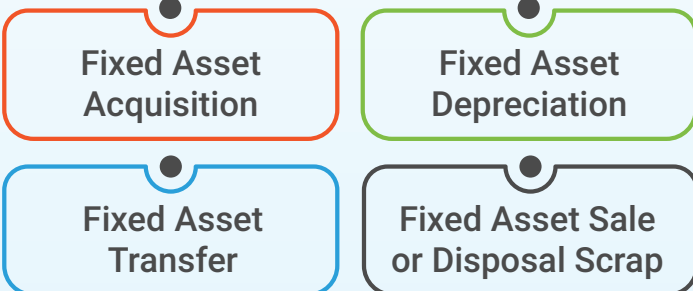 Fixed Asset
Acquisition
Fixed Asset
Depreciation
Fixed Asset
Transfer
Fixed Asset Sale
or Disposal Scrap